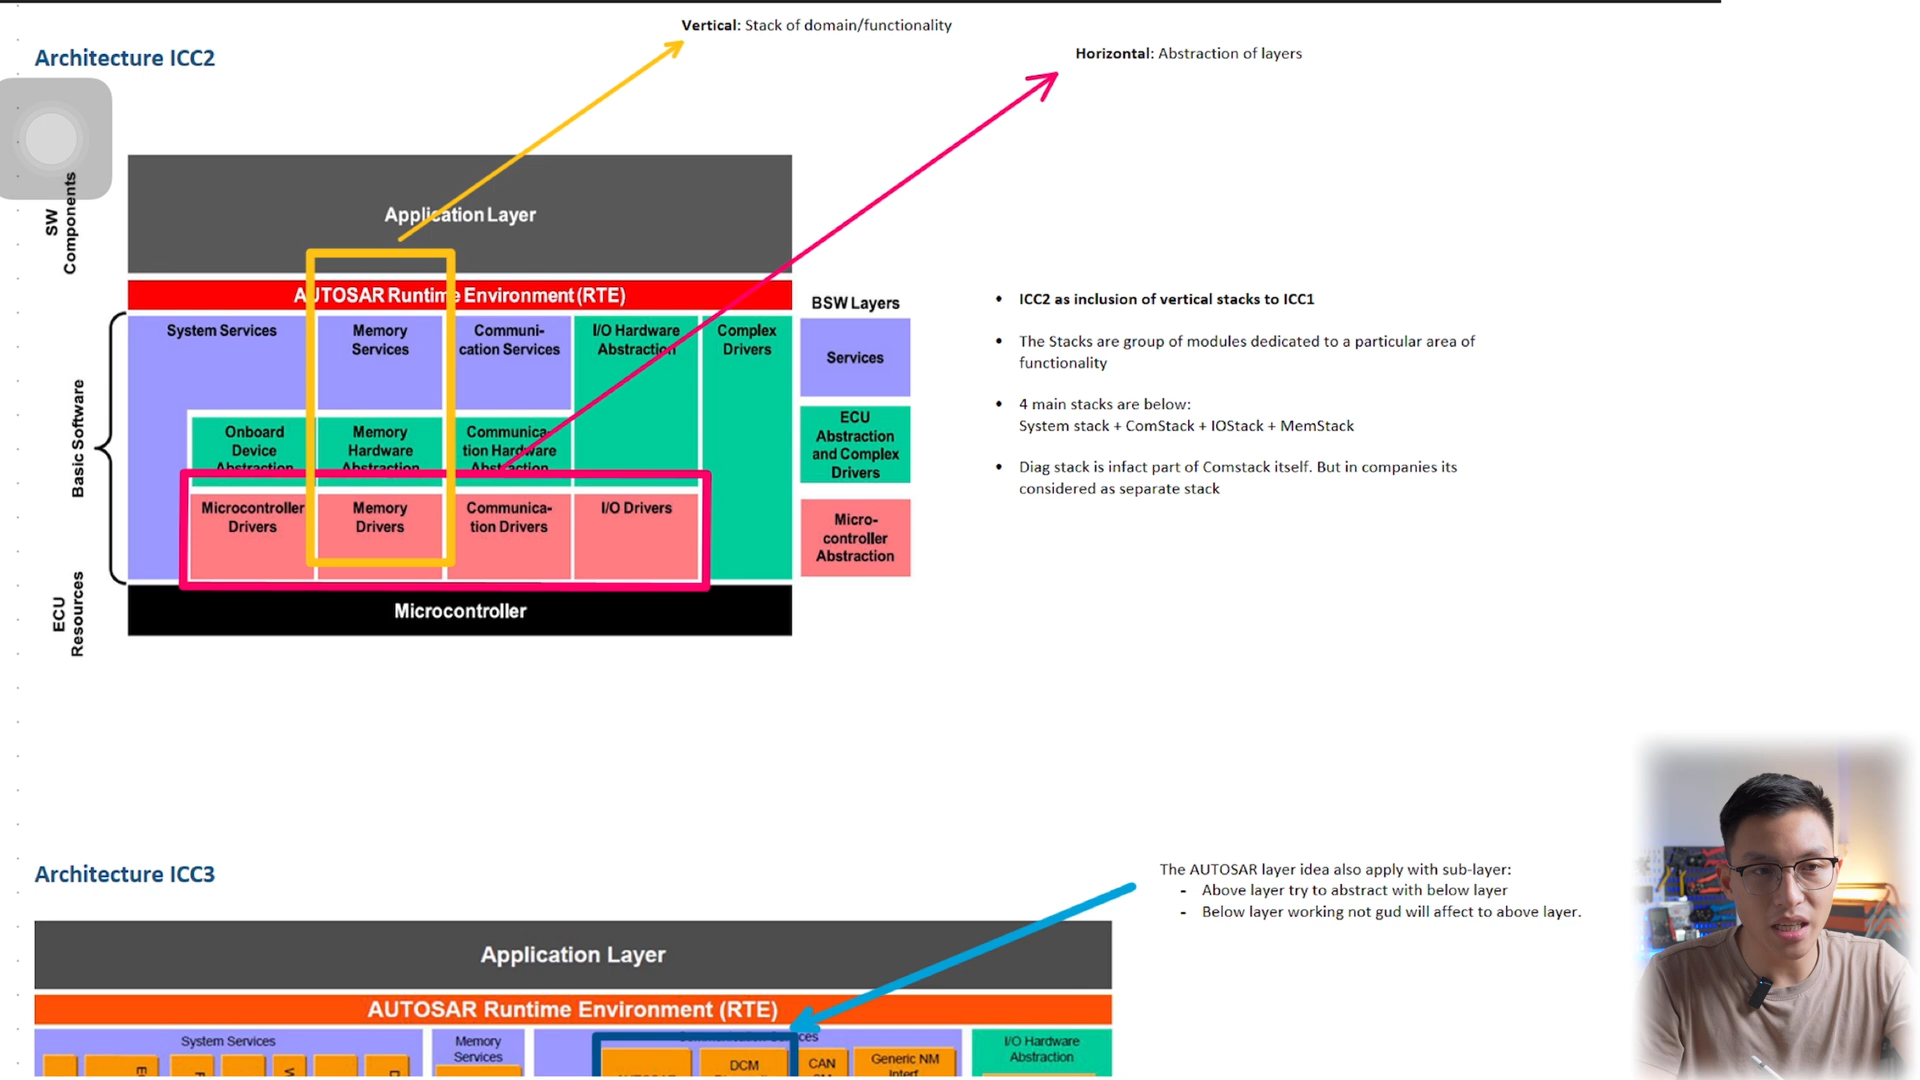 Vertical: Stack of domain/functionality
Horizontal: Abstraction of layers
Architecture ICC2
SW
Components
Application Layer
AUTOSAR Runtime Environment (RTE)
BSW Layers
Basic Software
System Services
Memory
Services
Communi-
cation Services
I/O Hardware
Abstraction
Complex
Drivers
Services
Onboard
Device
Abstraction
Memory
Hardware
Abstraction
Communica-
tion Hardware
Abstraction
ECU
Abstraction
and Complex
Drivers
Microcontroller
Drivers
Memory
Drivers
Communica-
tion Drivers
I/O Drivers
Micro-
controller
Abstraction
ECU
Resources
Microcontroller
• ICC2 as inclusion of vertical stacks to ICC1
• The Stacks are group of modules dedicated to a particular area of
functionality
• 4 main stacks are below:
System stack + ComStack + IOStack + MemStack
• Diag stack is infact part of Comstack itself. But in companies its
considered as separate stack
Architecture ICC3
The AUTOSAR layer idea also apply with sub-layer:
- Above layer try to abstract with below layer
- Below layer working not gud will affect to above layer.
Application Layer
AUTOSAR Runtime Environment (RTE)
System Services
Memory
Services
I/O Hardware
Abstraction
DCM
CAN
Generic NM